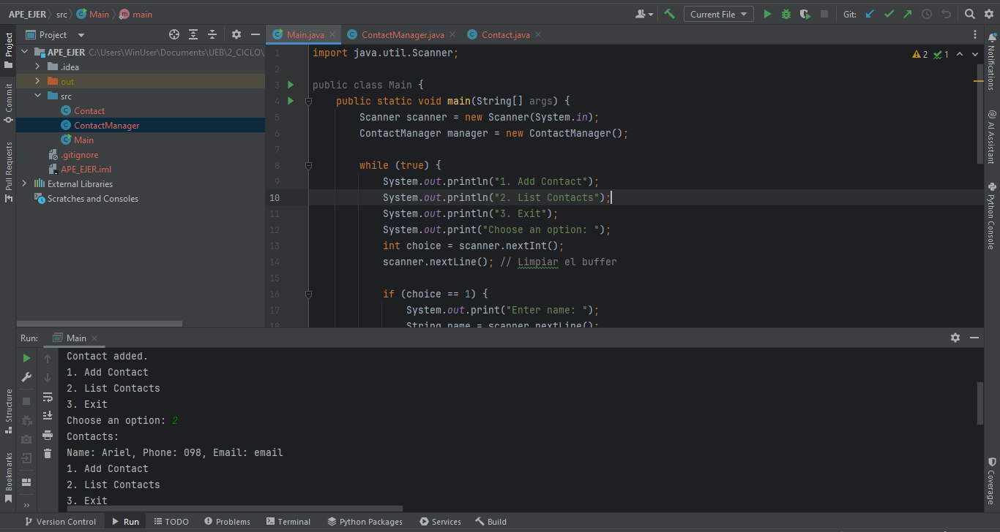 APE_EJER src Main main Current File Git:
Project
Main.java ContactManager.java Contact.java
APE_EJER C:\Users\WinUser\Documents\UEB\2_CICLO\
.idea
out
src
Contact
ContactManager
Main
.gitignore
APE_EJER.iml
External Libraries
Scratches and Consoles
2 1
1 import java.util.Scanner;
2
3 public class Main {
4 public static void main(String[] args) {
5 Scanner scanner = new Scanner(System.in);
6 ContactManager manager = new ContactManager();
7
8 while (true) {
9 System.out.println("1. Add Contact");
10 System.out.println("2. List Contacts");
11 System.out.println("3. Exit");
12 System.out.print("Choose an option: ");
13 int choice = scanner.nextInt();
14 scanner.nextLine(); // Limpiar el buffer
15
16 if (choice == 1) {
17 System.out.print("Enter name: ");
18 String name = scanner.nextLine();
Project
Commit
Pull Requests
Structure
Bookmarks
Notifications
AI Assistant
Python Console
Coverage
Run: Main
Contact added.
1. Add Contact
2. List Contacts
3. Exit
Choose an option: 2
Contacts:
Name: Ariel, Phone: 098, Email: email
1. Add Contact
2. List Contacts
3. Exit
Version Control Run TODO Problems Terminal Python Packages Services Build